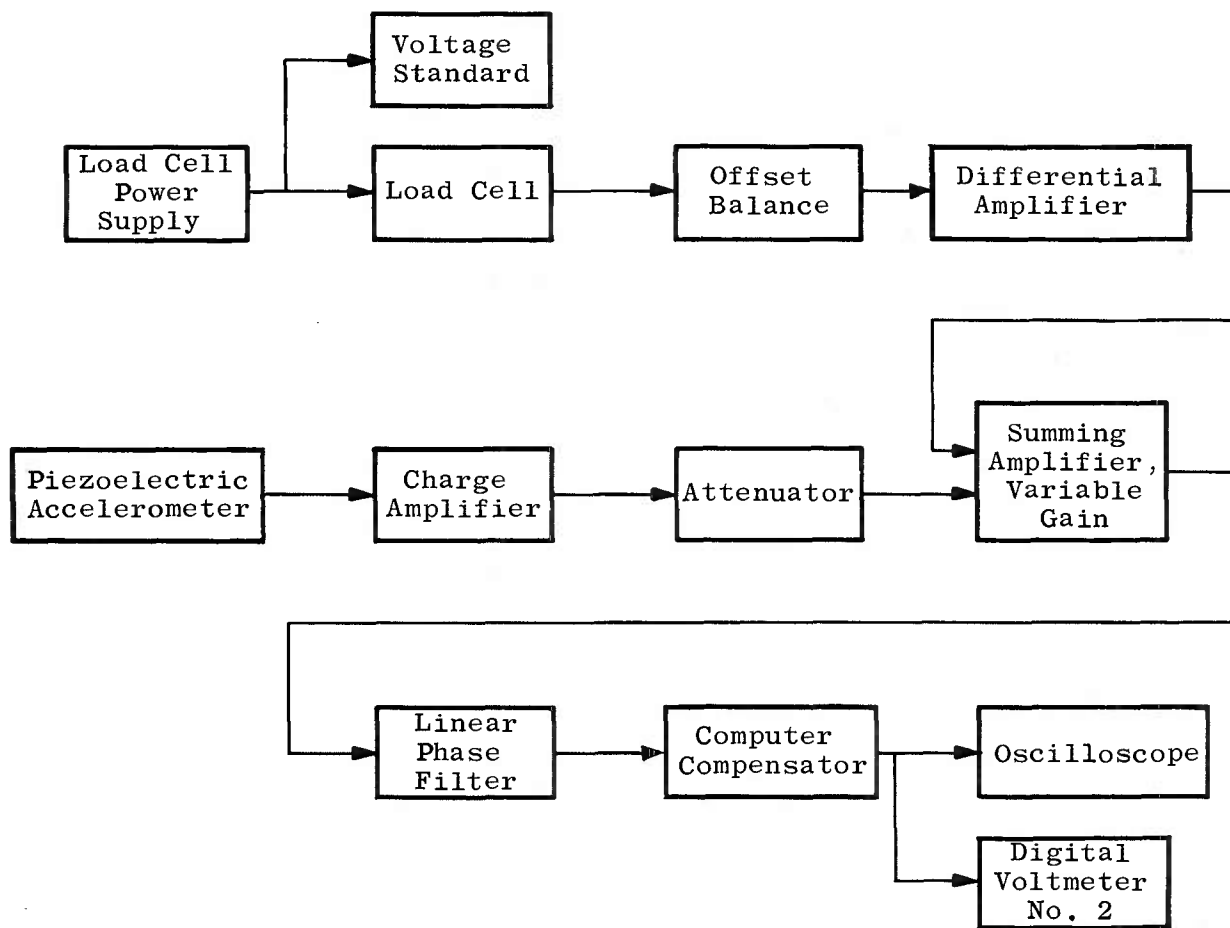 Voltage
Standard
Load Cell
Power
Supply
Load Cell
Offset
Balance
Differential
Amplifier
Piezoelectric
Accelerometer
Charge
Amplifier
Attenuator
Summing
Amplifier,
Variable
Gain
Linear
Phase
Filter
Computer
Compensator
Oscilloscope
Digital
Voltmeter
No. 2